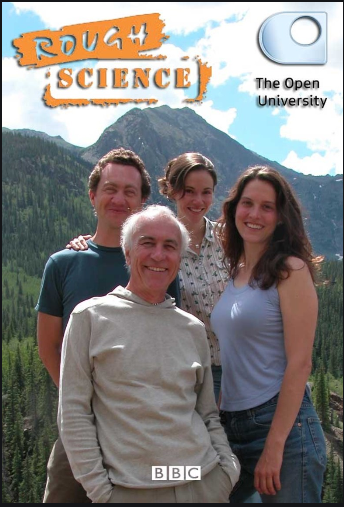 ROUGH
SCIENCE
The Open
University
BBC